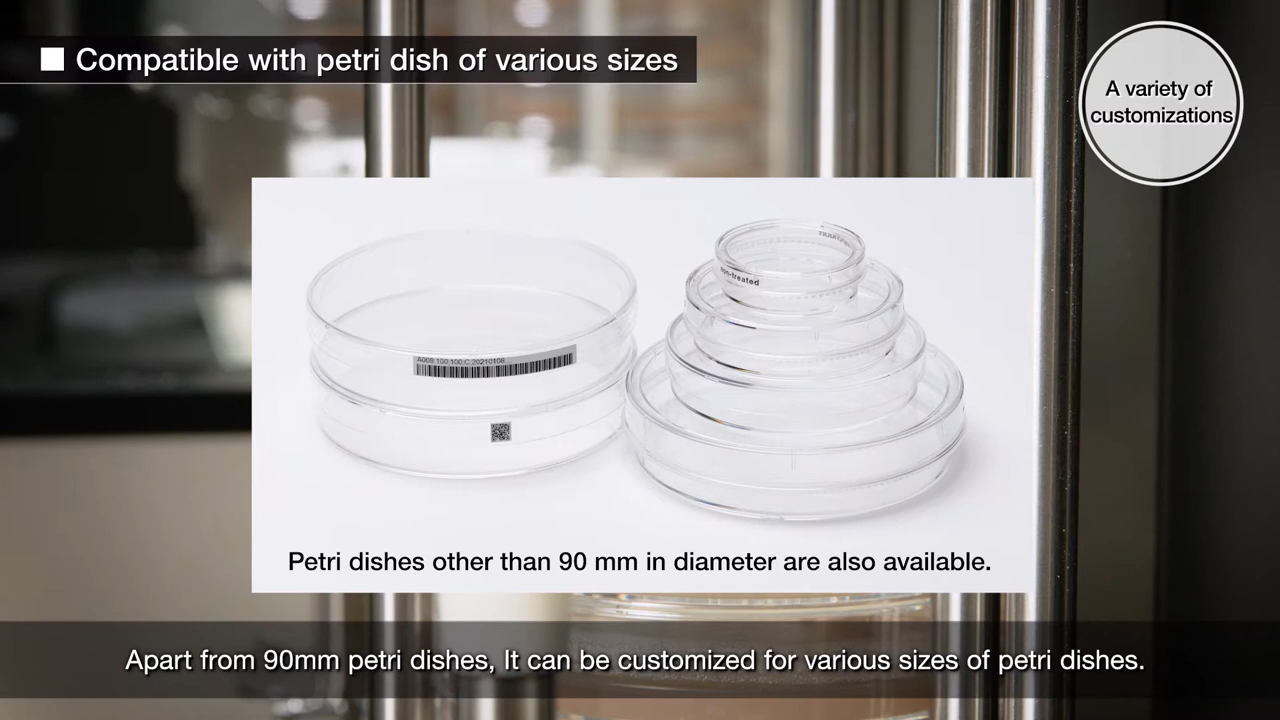 Compatible with petri dish of various sizes
A variety of
customizations
non-treated
A008 100 100 C 20210108
Petri dishes other than 90 mm in diameter are also available.
Apart from 90mm petri dishes, It can be customized for various sizes of petri dishes.